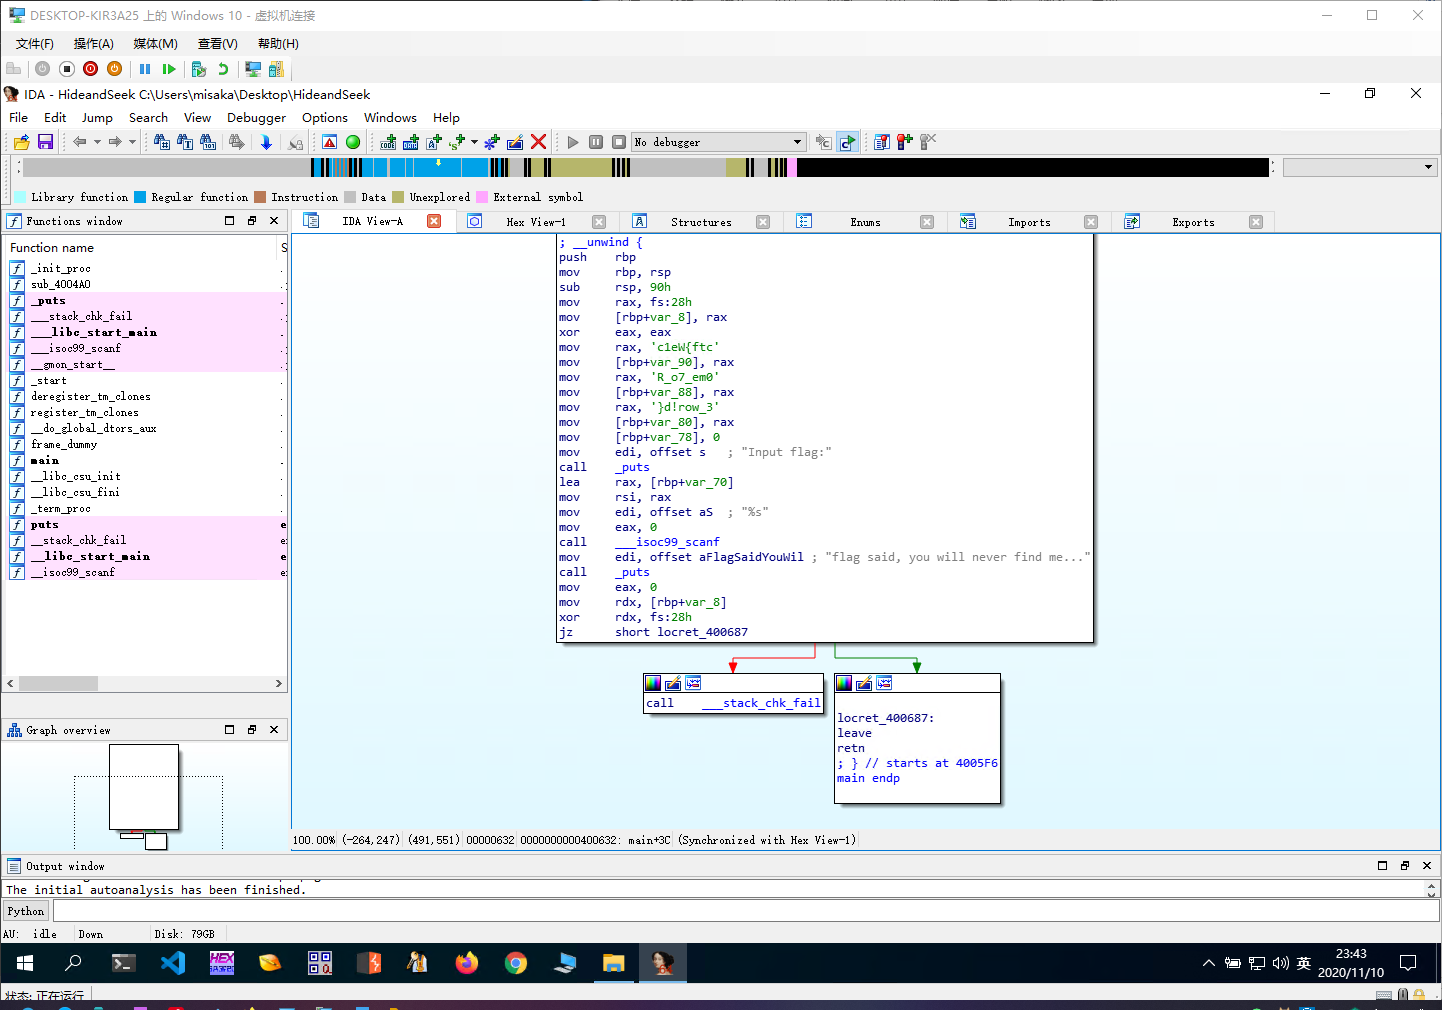 DESKTOP-KIR3A25 上的 Windows 10 - 虚拟机连接
文件(F) 操作(A) 媒体(M) 查看(V) 帮助(H)
IDA - HideandSeek C:\Users\misaka\Desktop\HideandSeek
File Edit Jump Search View Debugger Options Windows Help
No debugger
Library function Regular function Instruction Data Unexplored External symbol
Functions window
IDA View-A
Hex View-1
Structures
Enums
Imports
Exports
Function name S
_init_proc .
sub_4004A0 .
_puts .
___stack_chk_fail .
___libc_start_main .
___isoc99_scanf .
__gmon_start__ .
_start .
deregister_tm_clones .
register_tm_clones .
__do_global_dtors_aux .
frame_dummy .
main .
__libc_csu_init .
__libc_csu_fini .
_term_proc .
puts e
__stack_chk_fail e
__libc_start_main e
__isoc99_scanf e
; __unwind {
push rbp
mov rbp, rsp
sub rsp, 90h
mov rax, fs:28h
mov [rbp+var_8], rax
xor eax, eax
mov rax, 'c1eW{ftc'
mov [rbp+var_90], rax
mov rax, 'R_o7_em0'
mov [rbp+var_88], rax
mov rax, '}d!row_3'
mov [rbp+var_80], rax
mov [rbp+var_78], 0
mov edi, offset s ; "Input flag:"
call _puts
lea rax, [rbp+var_70]
mov rsi, rax
mov edi, offset aS ; "%s"
mov eax, 0
call ___isoc99_scanf
mov edi, offset aFlagSaidYouWil ; "flag said, you will never find me..."
call _puts
mov eax, 0
mov rdx, [rbp+var_8]
xor rdx, fs:28h
jz short locret_400687
call ___stack_chk_fail
locret_400687:
leave
retn
; } // starts at 4005F6
main endp
Graph overview
100.00% (-264,247) (491,551) 00000632 0000000000400632: main+3C (Synchronized with Hex View-1)
Output window
The initial autoanalysis has been finished.
Python
AU: idle Down Disk: 79GB
HEX
英
23:43
2020/11/10
状态: 正在运行